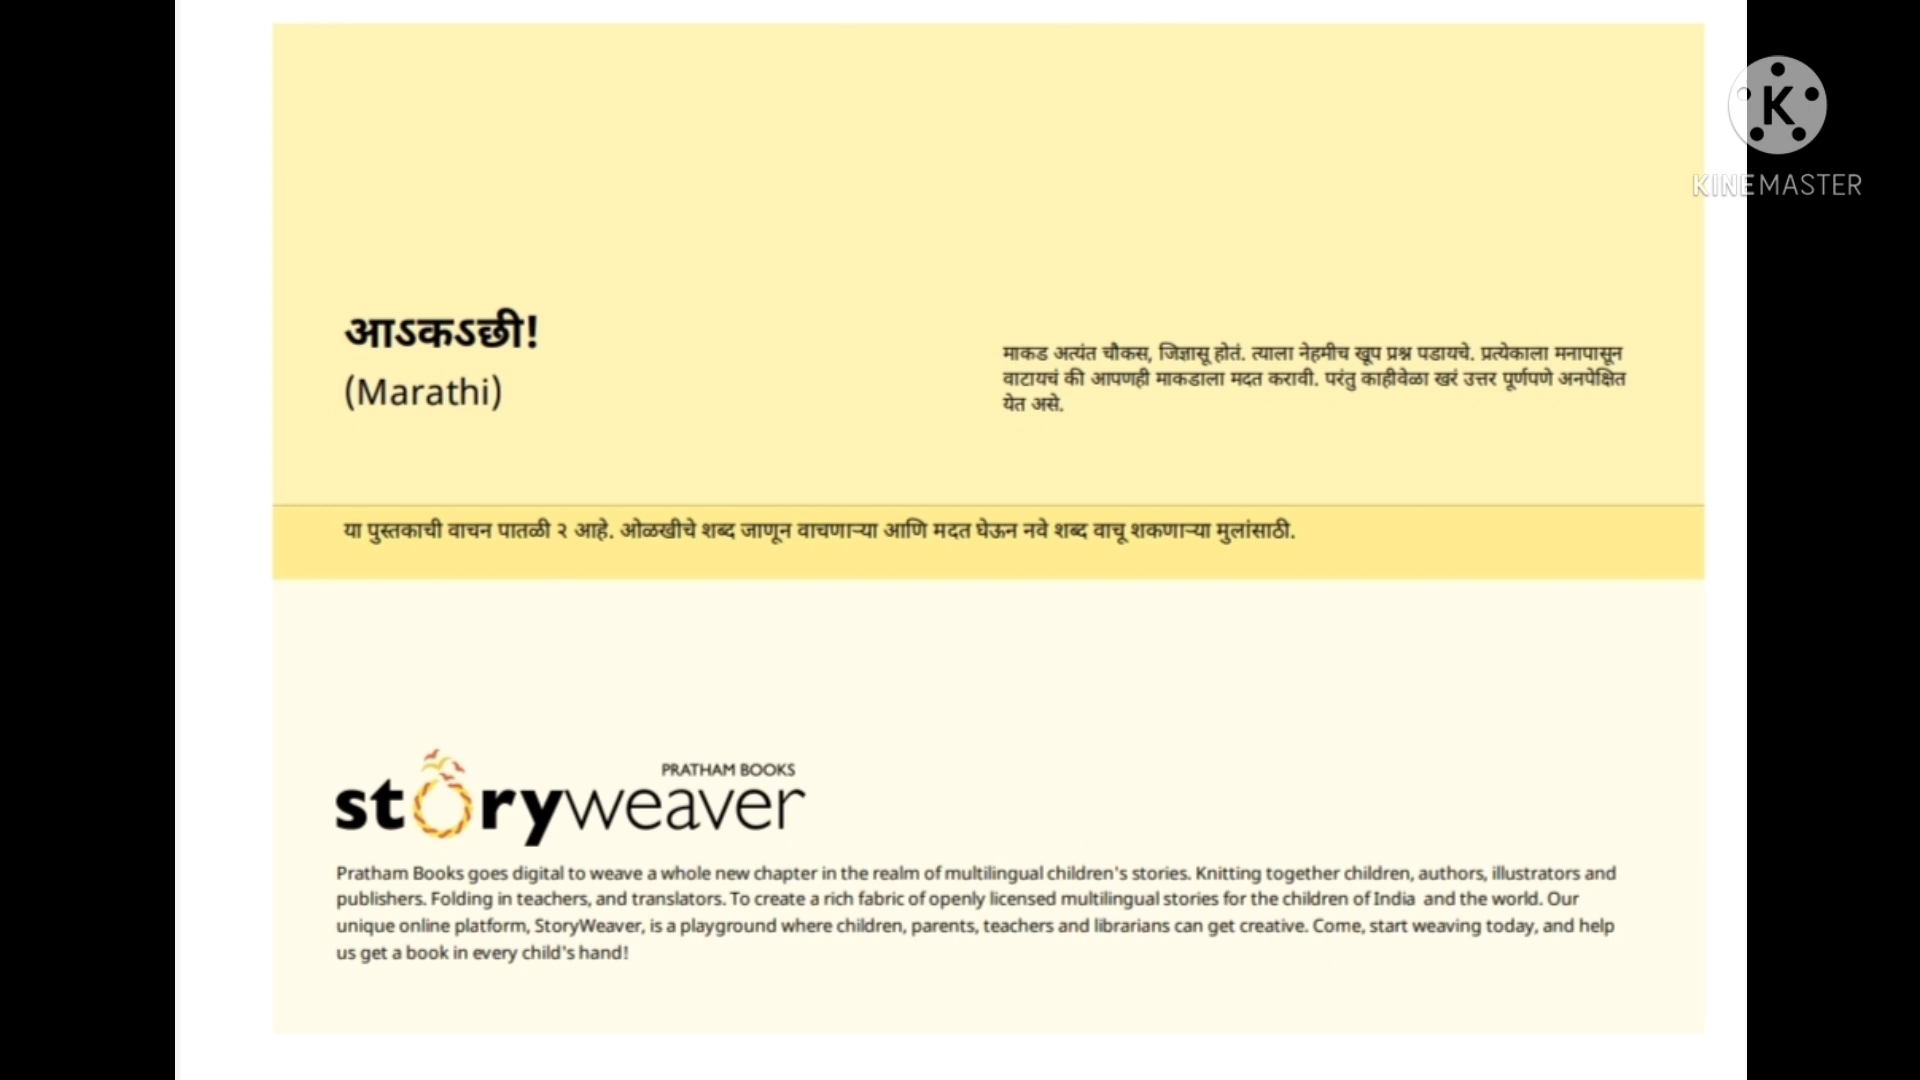 आऽकऽछी!
(Marathi)
माकड अत्यंत चौकस, जिज्ञासू होतं. त्याला नेहमीच खूप प्रश्न पडायचे. प्रत्येकाला मनापासून
वाटायचं की आपणही माकडाला मदत करावी. परंतु काहीवेळा खरं उत्तर पूर्णपणे अनपेक्षित
येत असे.
या पुस्तकाची वाचन पातळी २ आहे. ओळखीचे शब्द जाणून वाचणाऱ्या आणि मदत घेऊन नवे शब्द वाचू शकणाऱ्या मुलांसाठी.
PRATHAM BOOKS
storyweaver
Pratham Books goes digital to weave a whole new chapter in the realm of multilingual children's stories. Knitting together children, authors, illustrators and
publishers. Folding in teachers, and translators. To create a rich fabric of openly licensed multilingual stories for the children of India and the world. Our
unique online platform, StoryWeaver, is a playground where children, parents, teachers and librarians can get creative. Come, start weaving today, and help
us get a book in every child's hand!
K
KINEMASTER